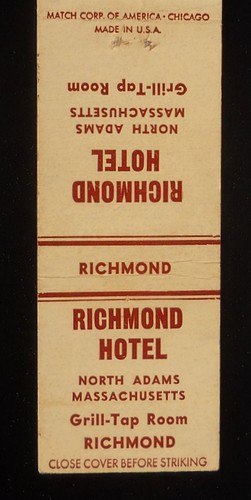 MATCH CORP. OF AMERICA • CHICAGO
MADE IN U.S.A.
RICHMOND
HOTEL
NORTH ADAMS
MASSACHUSETTS
Grill-Tap Room
RICHMOND
RICHMOND
HOTEL
NORTH ADAMS
MASSACHUSETTS
Grill-Tap Room
RICHMOND
CLOSE COVER BEFORE STRIKING